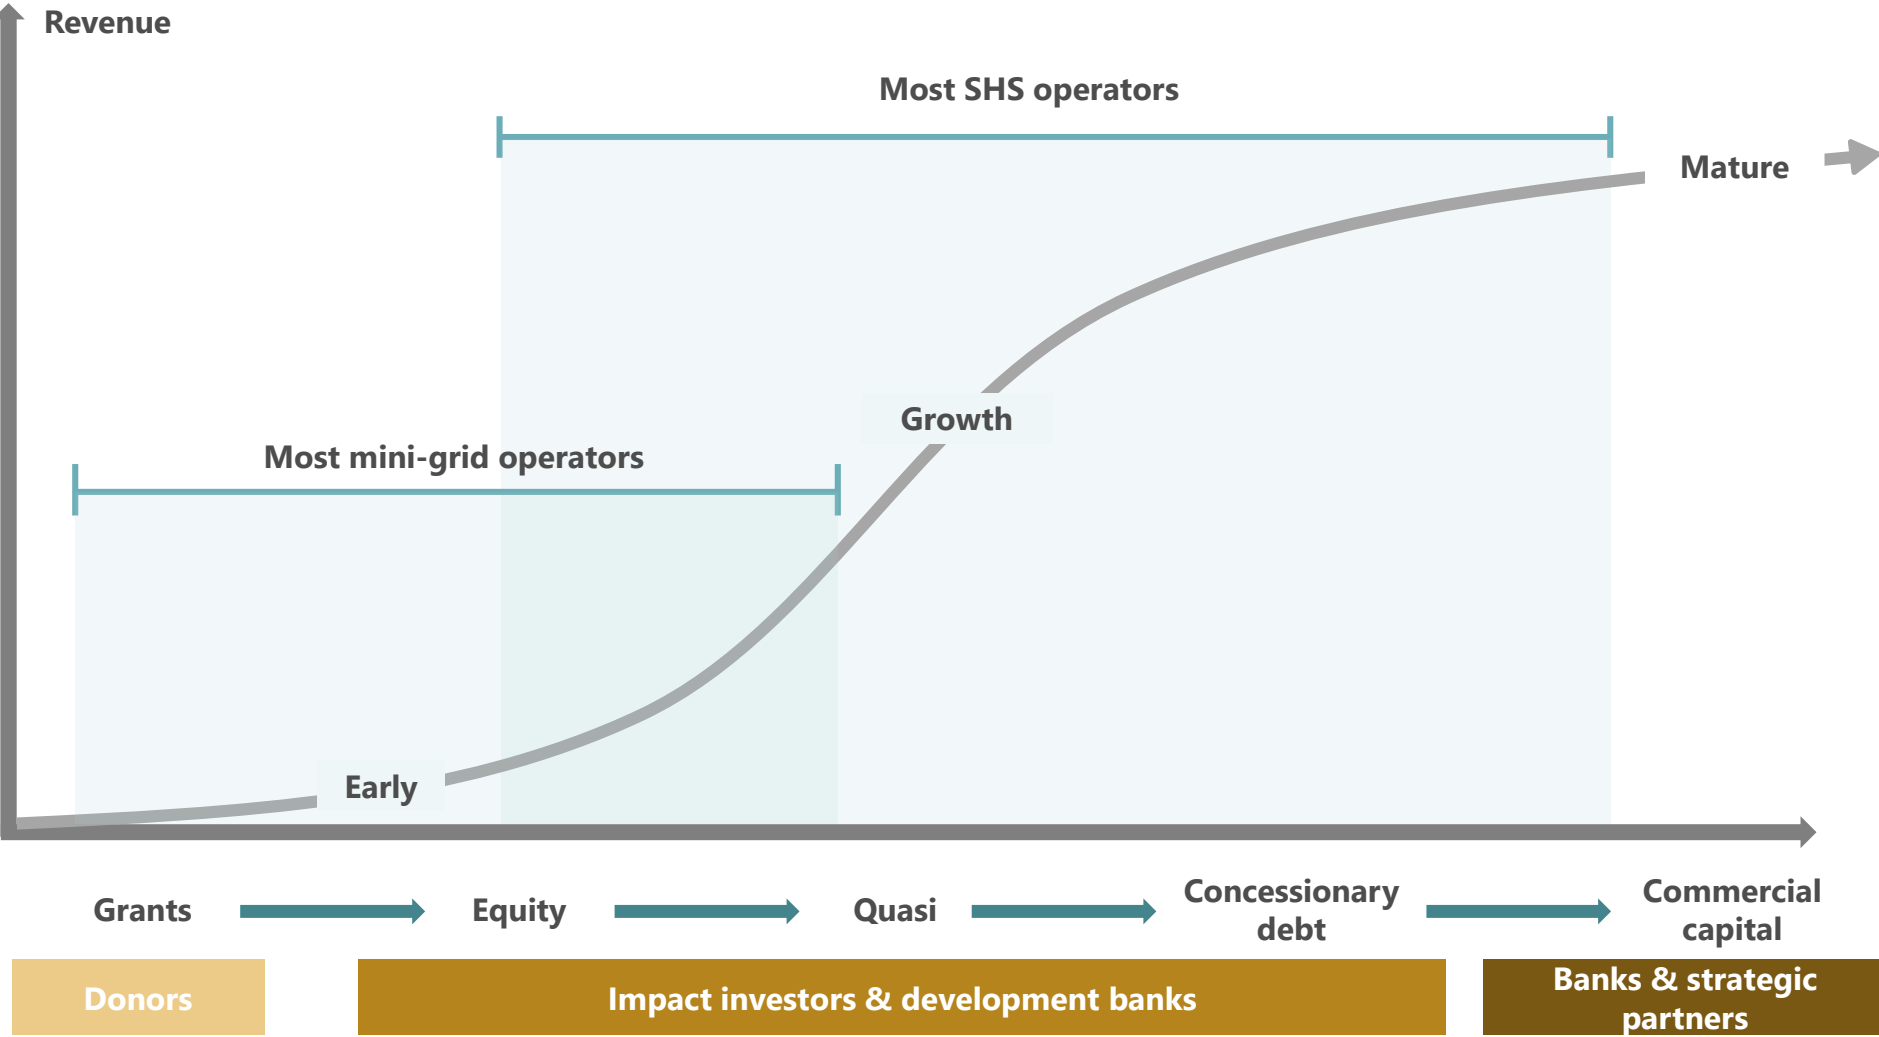 Revenue
Most SHS operators
Mature
Growth
Most mini-grid operators
Early
Grants
Equity
Quasi
Concessionary
debt
Commercial
capital
Donors
Impact investors & development banks
Banks & strategic
partners